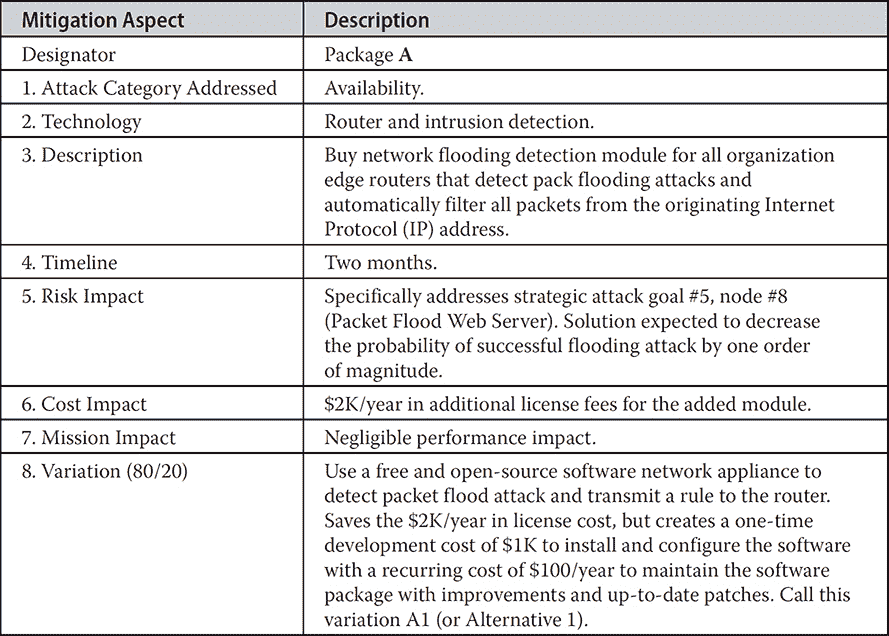 Mitigation Aspect Description
Designator Package A
1. Attack Category Addressed Availability.
2. Technology Router and intrusion detection.
3. Description Buy network flooding detection module for all organization
edge routers that detect pack flooding attacks and
automatically filter all packets from the originating Internet
Protocol (IP) address.
4. Timeline Two months.
5. Risk Impact Specifically addresses strategic attack goal #5, node #8
(Packet Flood Web Server). Solution expected to decrease
the probability of successful flooding attack by one order
of magnitude.
6. Cost Impact $2K/year in additional license fees for the added module.
7. Mission Impact Negligible performance impact.
8. Variation (80/20) Use a free and open-source software network appliance to
detect packet flood attack and transmit a rule to the router.
Saves the $2K/year in license cost, but creates a one-time
development cost of $1K to install and configure the software
with a recurring cost of $100/year to maintain the software
package with improvements and up-to-date patches. Call this
variation A1 (or Alternative 1).